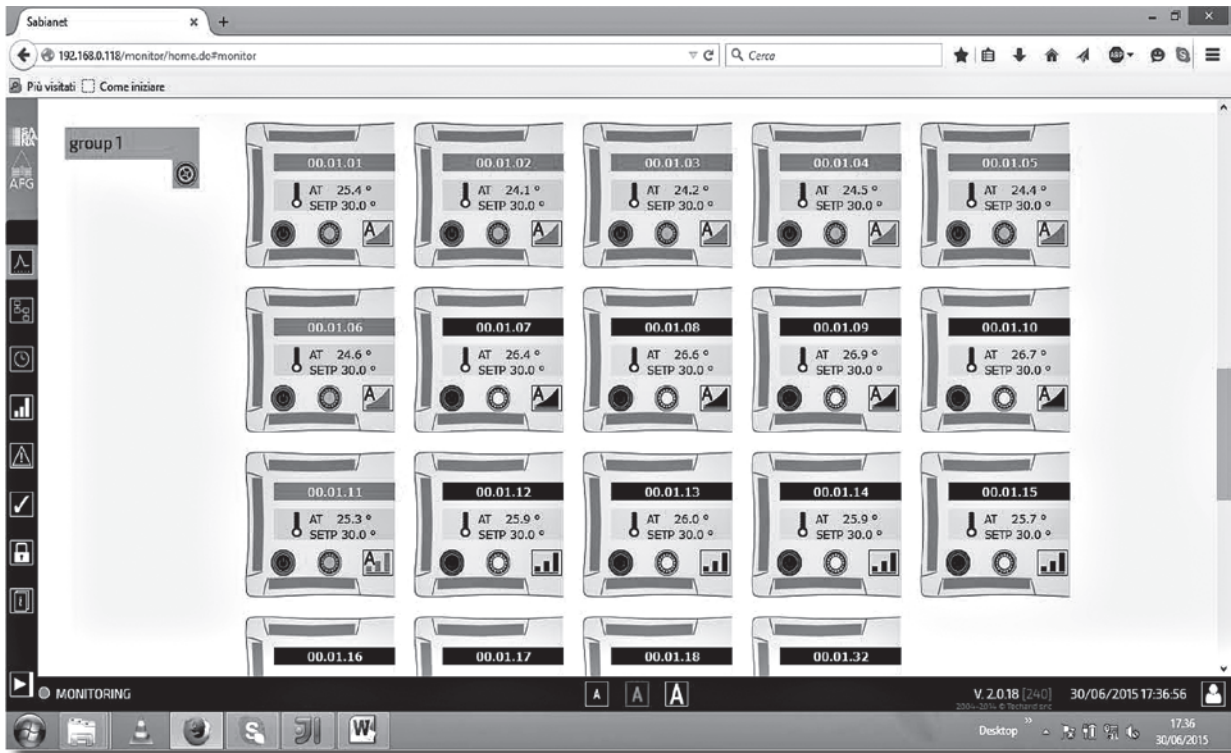 Sabianet
192.168.0.118/monitor/home.do#monitor
Cerca
ABP
Più visitati
Come iniziare
SABIANA
AFG
group 1
00.01.01
AT 25.4 °
SETP 30.0 °
A
00.01.02
AT 24.1 °
SETP 30.0 °
A
00.01.03
AT 24.2 °
SETP 30.0 °
A
00.01.04
AT 24.5 °
SETP 30.0 °
A
00.01.05
AT 24.4 °
SETP 30.0 °
A
00.01.06
AT 24.6 °
SETP 30.0 °
A
00.01.07
AT 26.4 °
SETP 30.0 °
A
00.01.08
AT 26.6 °
SETP 30.0 °
A
00.01.09
AT 26.9 °
SETP 30.0 °
A
00.01.10
AT 26.7 °
SETP 30.0 °
A
00.01.11
AT 25.3 °
SETP 30.0 °
A
00.01.12
AT 25.9 °
SETP 30.0 °
00.01.13
AT 26.0 °
SETP 30.0 °
00.01.14
AT 25.9 °
SETP 30.0 °
00.01.15
AT 25.7 °
SETP 30.0 °
00.01.16
00.01.17
00.01.18
00.01.32
MONITORING
A A A
V. 2.0.18 [240]
30/06/2015 17:36:56
Desktop
17.36
30/06/2015